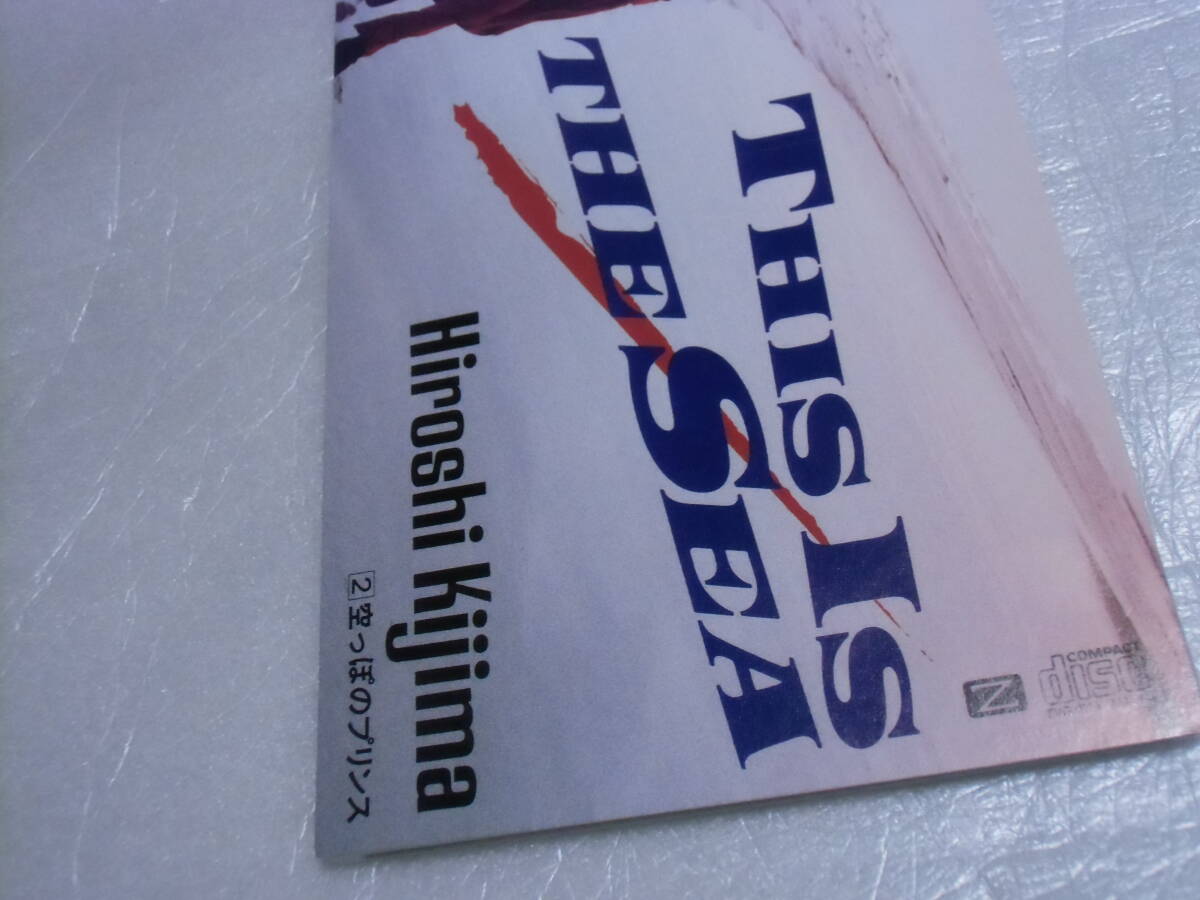 THIS IS
THE SEA
Hiroshi Kijima
2 空っぽのプリンス
N
COMPACT
disc